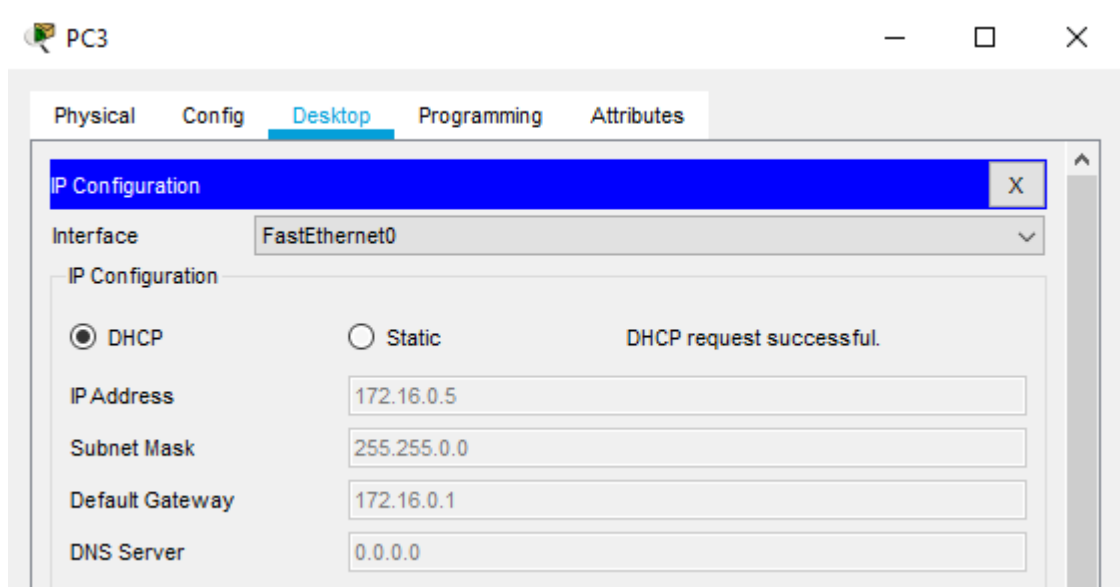 PC3
Physical Config Desktop Programming Attributes
IP Configuration X
Interface FastEthernet0
IP Configuration
DHCP Static DHCP request successful.
IP Address 172.16.0.5
Subnet Mask 255.255.0.0
Default Gateway 172.16.0.1
DNS Server 0.0.0.0